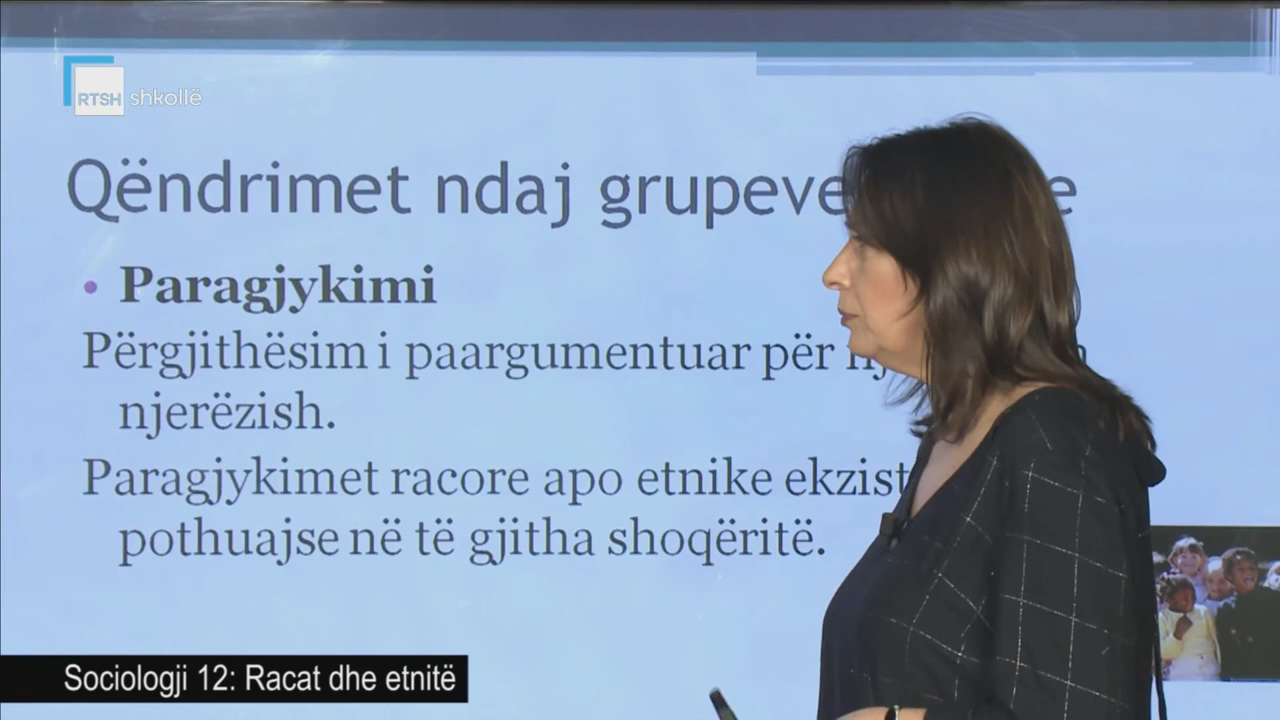 RTSH shkollë
Qëndrimet ndaj grupeve
• Paragjykimi
Përgjithësim i paargumentuar për
njerëzish.
Paragjykimet racore apo etnike
pothuajse në të gjitha shoqëritë.
Sociologji 12: Racat dhe etnitë